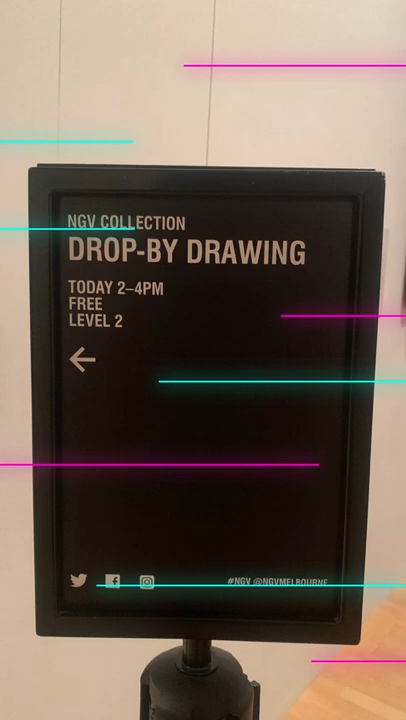 NGV COLLECTION
DROP-BY DRAWING
TODAY 2–4PM
FREE
LEVEL 2
#NGV @NGVMELBOURNE